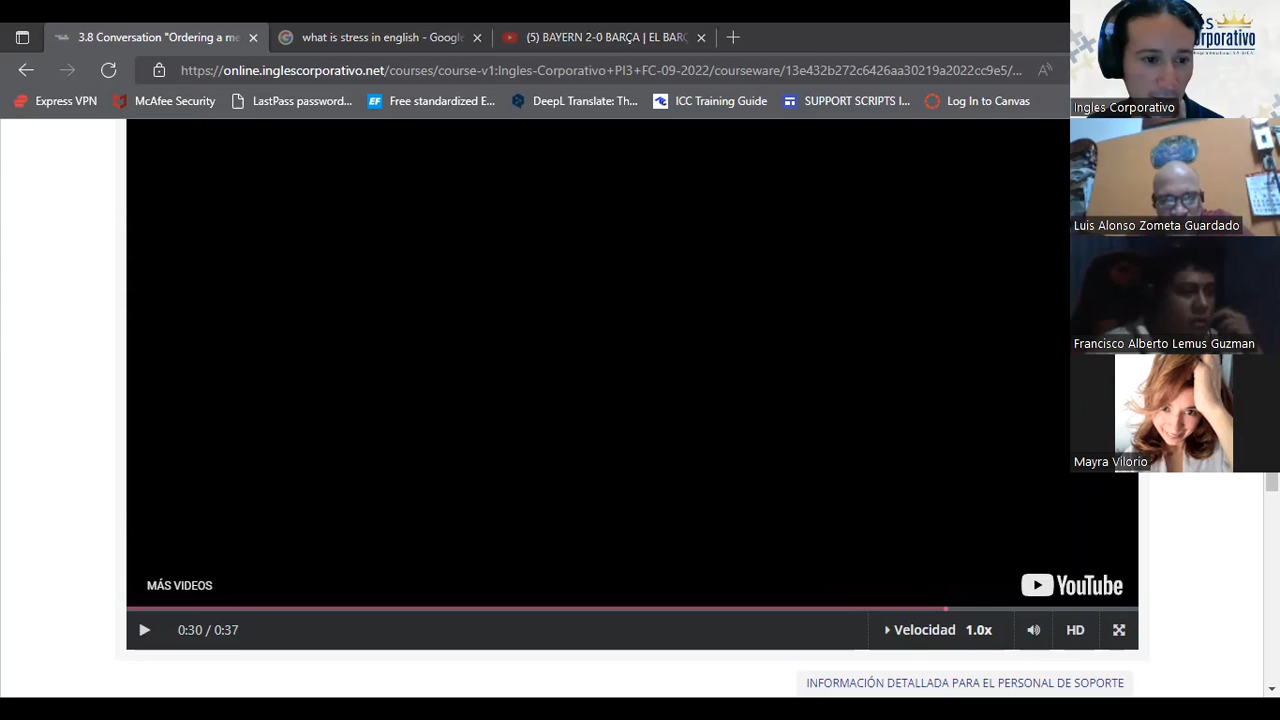 3.8 Conversation "Ordering a me
what is stress in english - Google
(5) BAYERN 2-0 BARÇA | EL BARÇ
https://online.inglescorporativo.net/courses/course-v1:Ingles-Corporativo+PI3+FC-09-2022/courseware/13e432b272c6426aa30219a2022cc9e5/...
Express VPN
McAfee Security
LastPass password...
Free standardized E...
DeepL Translate: Th...
ICC Training Guide
SUPPORT SCRIPTS I...
Log In to Canvas
Ingles Corporativo
Luis Alonso Zometa Guardado
Francisco Alberto Lemus Guzman
Mayra Vilorio
MÁS VIDEOS
YouTube
0:30 / 0:37
Velocidad 1.0x
HD
INFORMACIÓN DETALLADA PARA EL PERSONAL DE SOPORTE